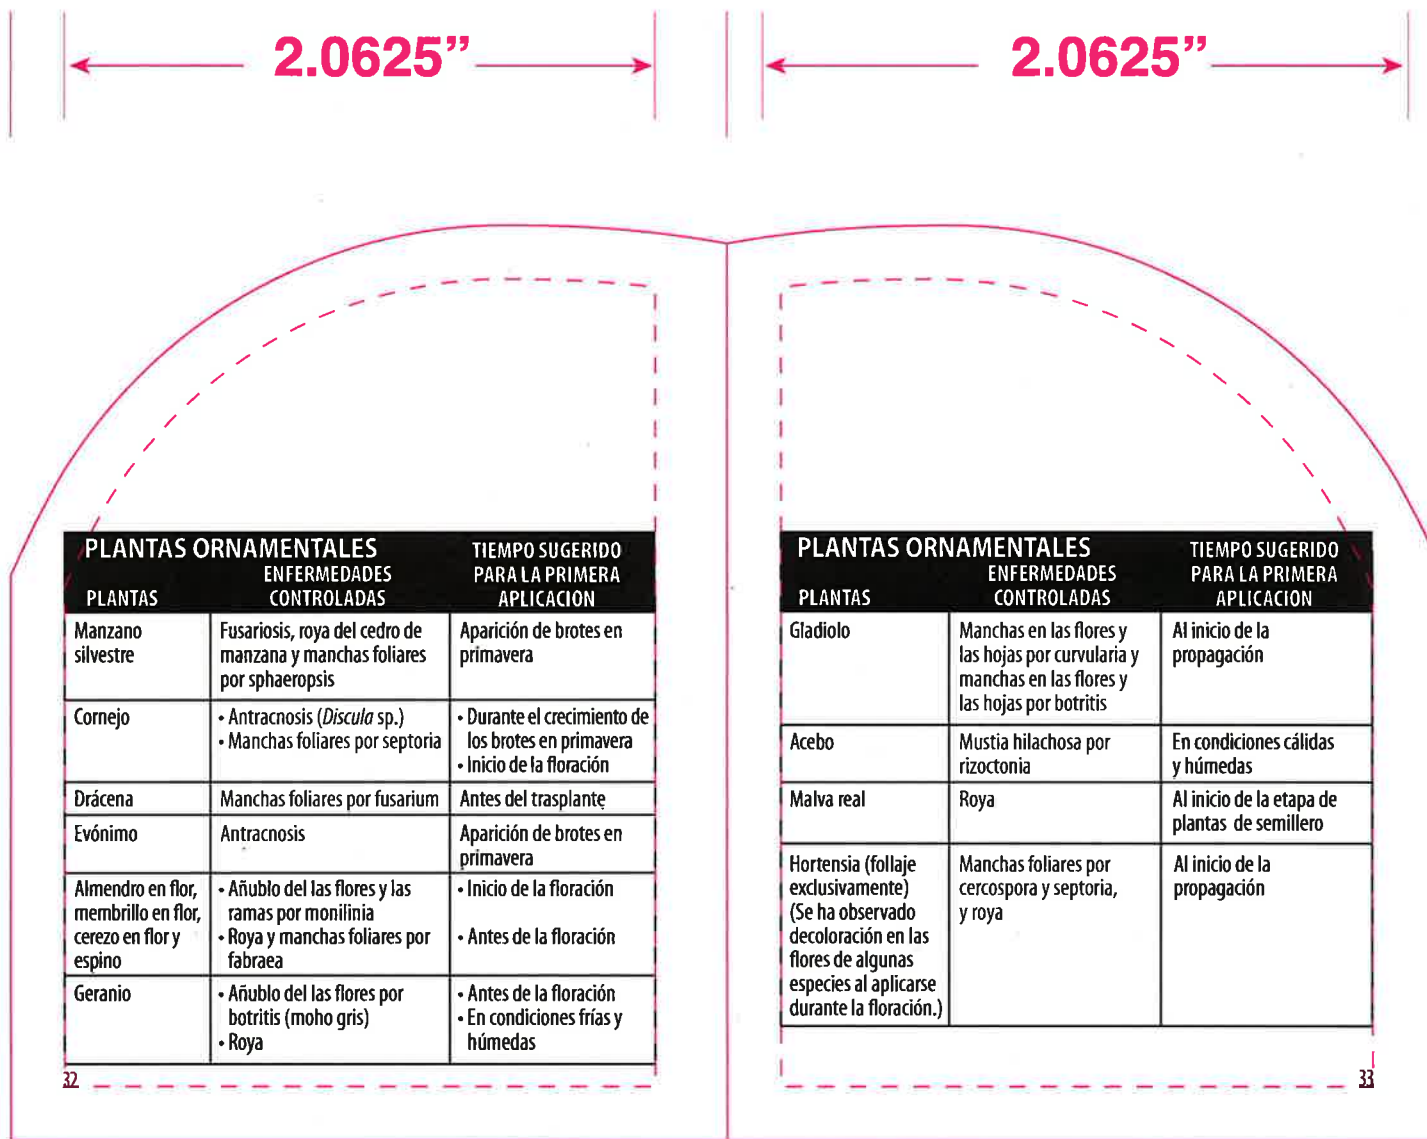 2.0625”
2.0625”
PLANTAS ORNAMENTALES
PLANTAS
ENFERMEDADES
CONTROLADAS
TIEMPO SUGERIDO
PARA LA PRIMERA
APLICACION
Manzano
silvestre
Fusariosis, roya del cedro de
manzana y manchas foliares
por sphaeropsis
Aparición de brotes en
primavera
Cornejo
• Antracnosis (Discula sp.)
• Manchas foliares por septoria
• Durante el crecimiento de
los brotes en primavera
• Inicio de la floración
Drácena
Manchas foliares por fusarium
Antes del trasplante
Evónimo
Antracnosis
Aparición de brotes en
primavera
Almendro en flor,
membrillo en flor,
cerezo en flor y
espino
• Añublo del las flores y las
ramas por monilinia
• Roya y manchas foliares por
fabraea
• Inicio de la floración
• Antes de la floración
Geranio
• Añublo del las flores por
botritis (moho gris)
• Roya
• Antes de la floración
• En condiciones frías y
húmedas
32
PLANTAS ORNAMENTALES
PLANTAS
ENFERMEDADES
CONTROLADAS
TIEMPO SUGERIDO
PARA LA PRIMERA
APLICACION
Gladiolo
Manchas en las flores y
las hojas por curvularia y
manchas en las flores y
las hojas por botritis
Al inicio de la
propagación
Acebo
Mustia hilachosa por
rizoctonia
En condiciones cálidas
y húmedas
Malva real
Roya
Al inicio de la etapa de
plantas de semillero
Hortensia (follaje
exclusivamente)
(Se ha observado
decoloración en las
flores de algunas
especies al aplicarse
durante la floración.)
Manchas foliares por
cercospora y septoria,
y roya
Al inicio de la
propagación
33